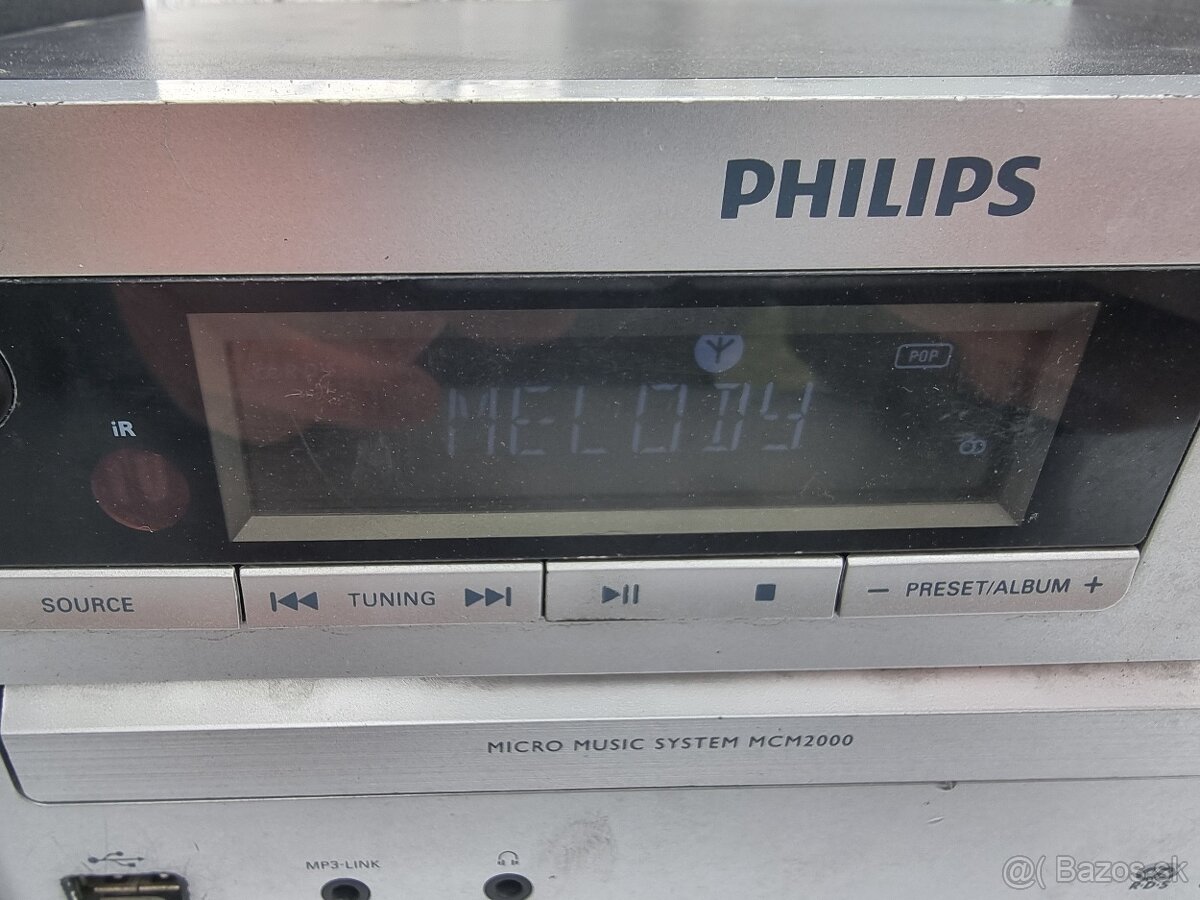 PHILIPS
POP
MELODY
iR
SOURCE
TUNING
− PRESET/ALBUM +
MICRO MUSIC SYSTEM MCM2000
MP3-LINK
@( Bazos.sk
R·D·S